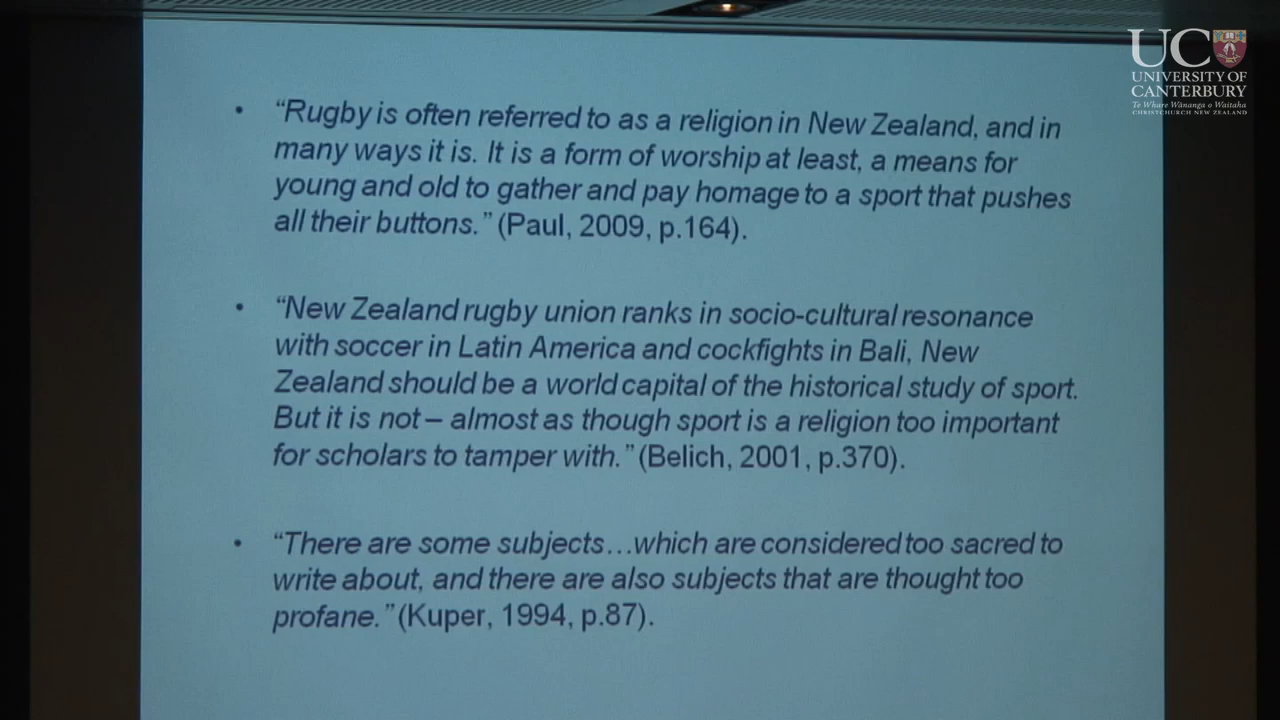 • “Rugby is often referred to as a religion in New Zealand, and in
many ways it is. It is a form of worship at least, a means for
young and old to gather and pay homage to a sport that pushes
all their buttons.” (Paul, 2009, p.164).
• “New Zealand rugby union ranks in socio-cultural resonance
with soccer in Latin America and cockfights in Bali, New
Zealand should be a world capital of the historical study of sport.
But it is not – almost as though sport is a religion too important
for scholars to tamper with.” (Belich, 2001, p.370).
• “There are some subjects…which are considered too sacred to
write about, and there are also subjects that are thought too
profane.” (Kuper, 1994, p.87).
UC
UNIVERSITY OF
CANTERBURY
Te Whare Wānanga o Waitaha
CHRISTCHURCH NEW ZEALAND